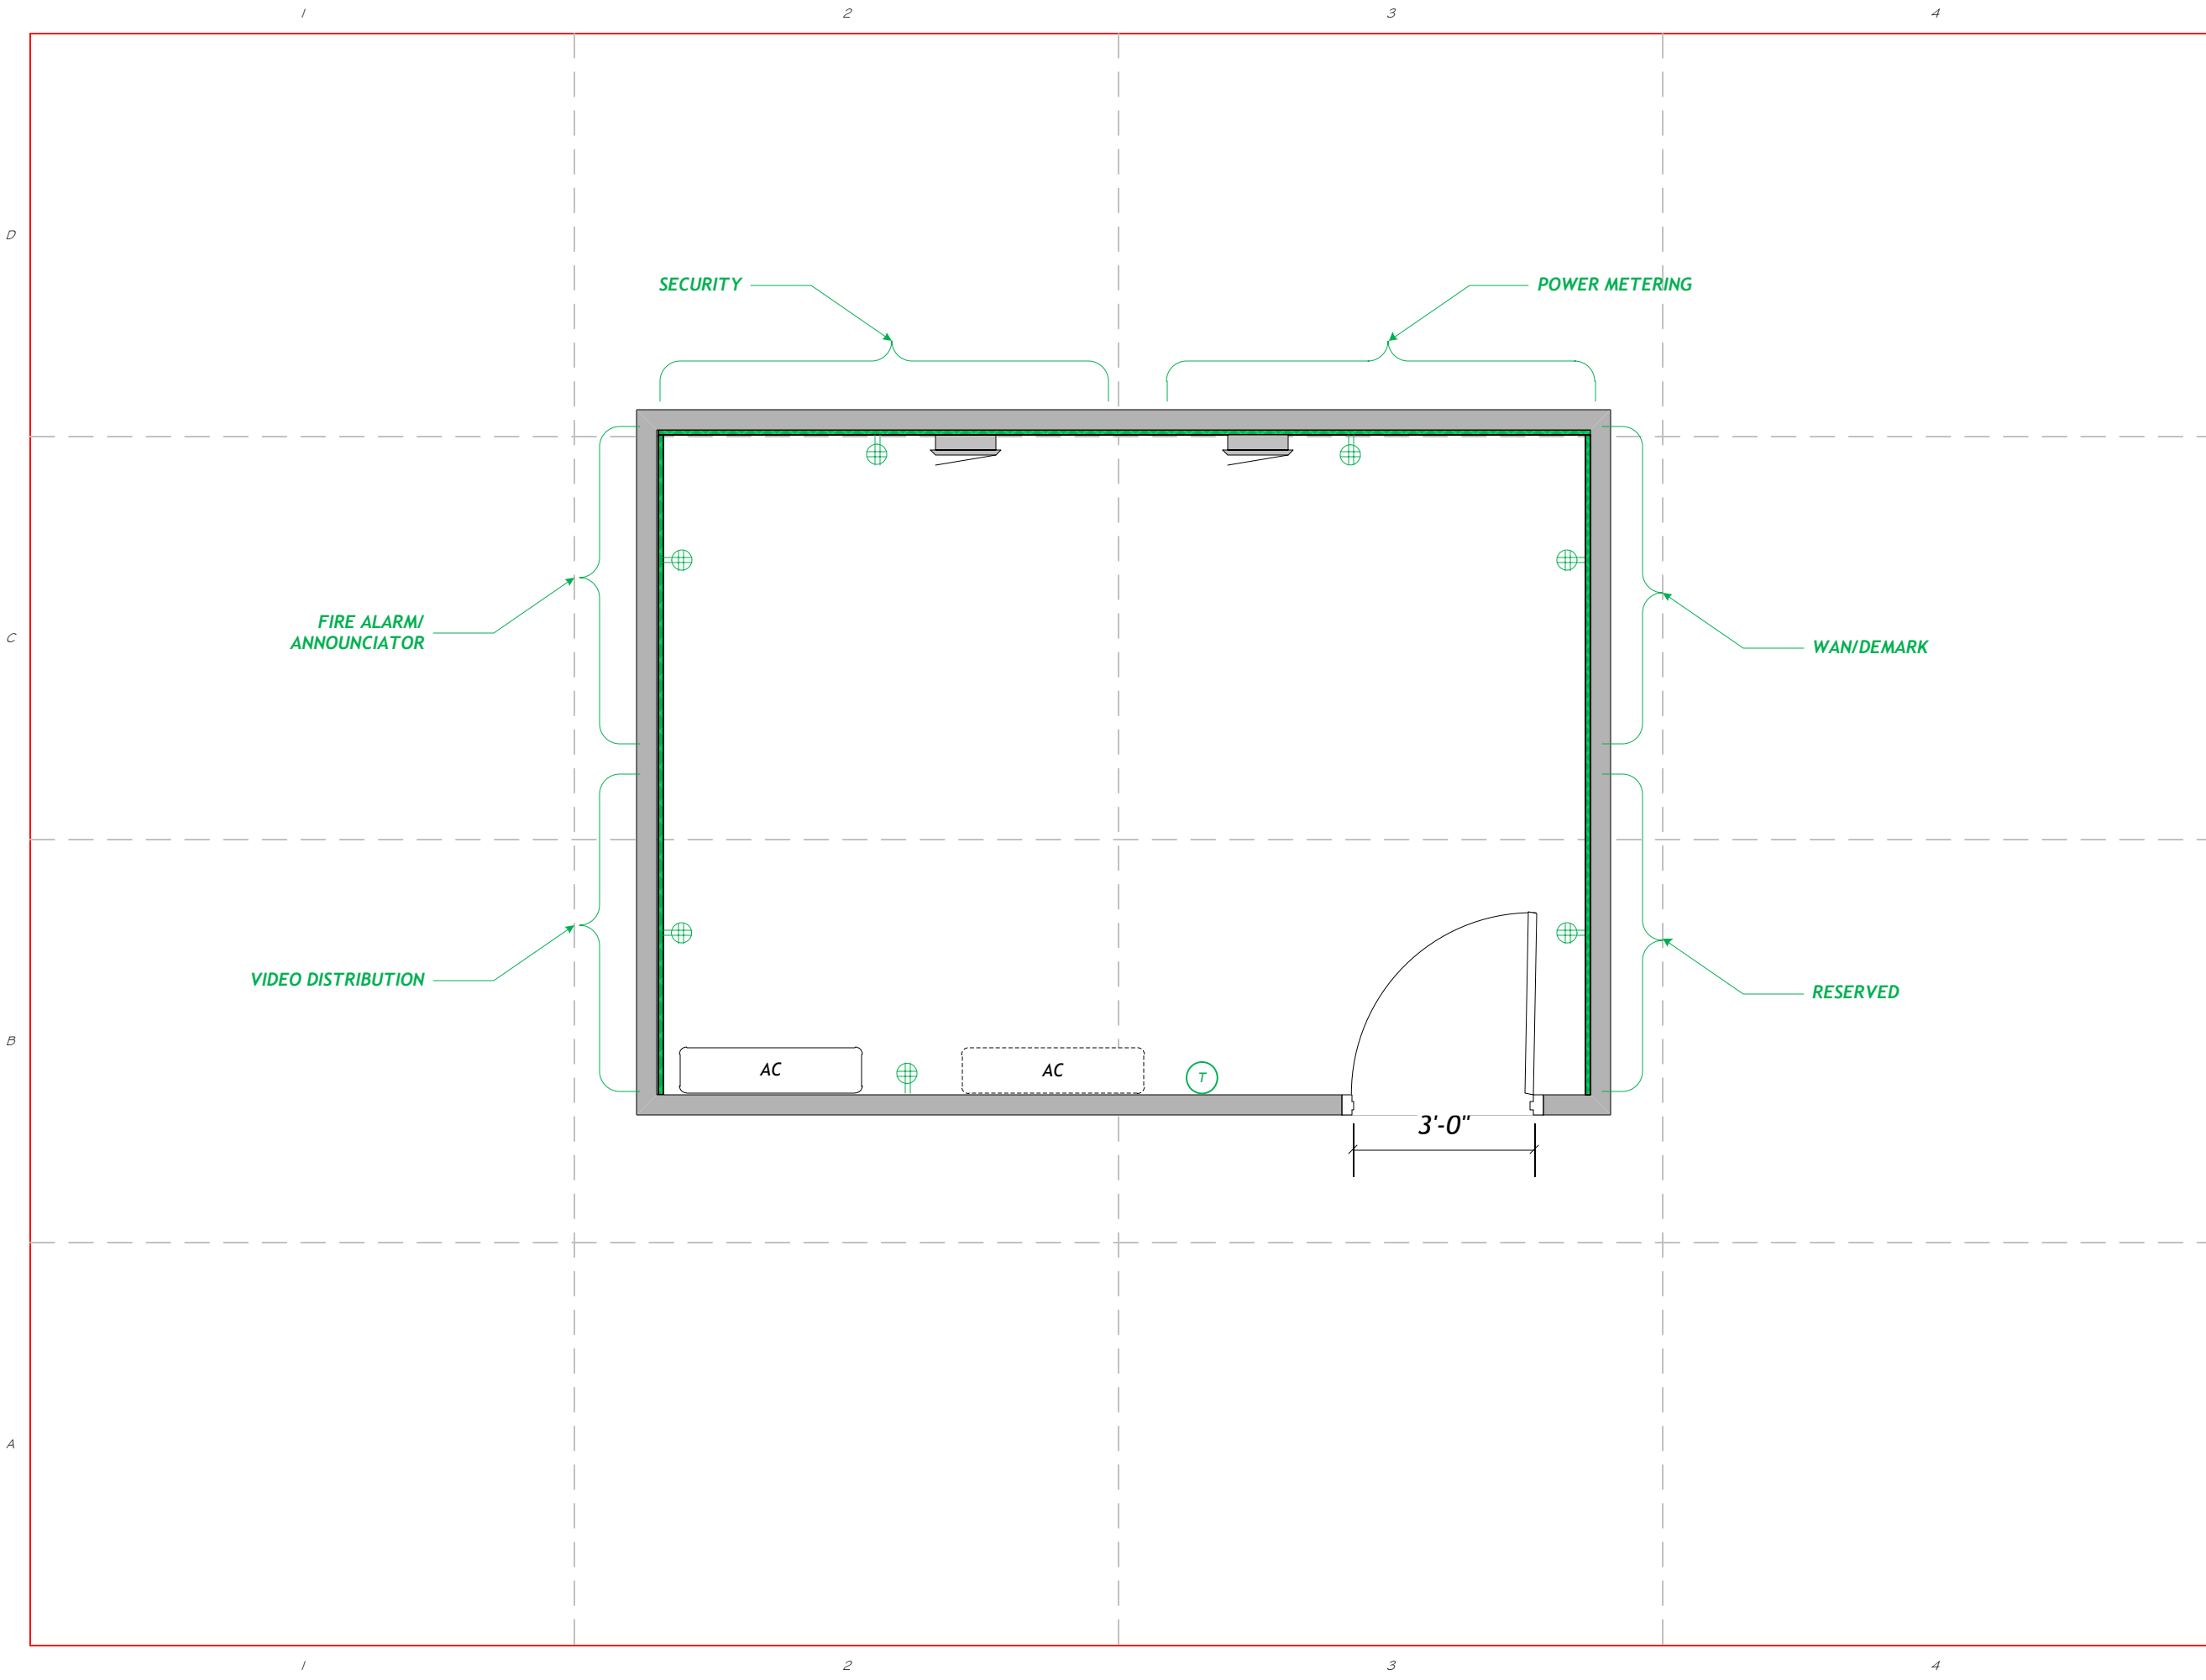 1 2 3 4
D
SECURITY POWER METERING
FIRE ALARM/
ANNOUNCIATOR
C
WAN/DEMARK
VIDEO DISTRIBUTION
RESERVED
B
AC AC T
3'-0"
A
1 2 3 4